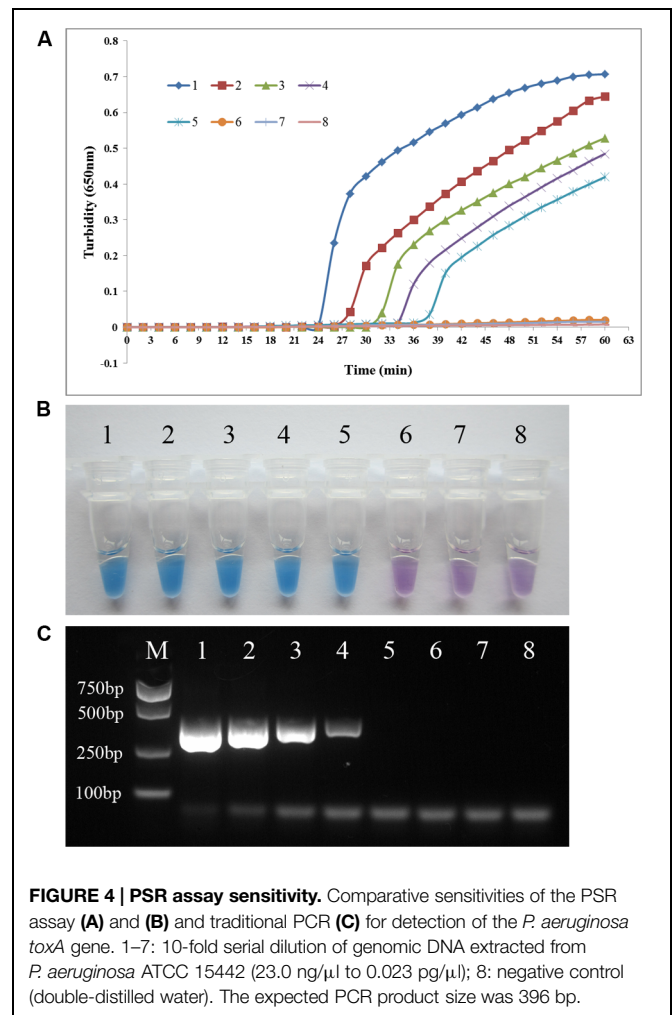 A
0.8
0.7
0.6
0.5
0.4
0.3
0.2
0.1
0
-0.1
Turbidity (650nm)
1 2 3 4
5 6 7 8
0 3 6 9 12 15 18 21 24 27 30 33 36 39 42 45 48 51 54 57 60 63
Time (min)
B
1 2 3 4 5 6 7 8
C
M 1 2 3 4 5 6 7 8
750bp
500bp
250bp
100bp
FIGURE 4 | PSR assay sensitivity. Comparative sensitivities of the PSR
assay (A) and (B) and traditional PCR (C) for detection of the P. aeruginosa
toxA gene. 1–7: 10-fold serial dilution of genomic DNA extracted from
P. aeruginosa ATCC 15442 (23.0 ng/μl to 0.023 pg/μl); 8: negative control
(double-distilled water). The expected PCR product size was 396 bp.